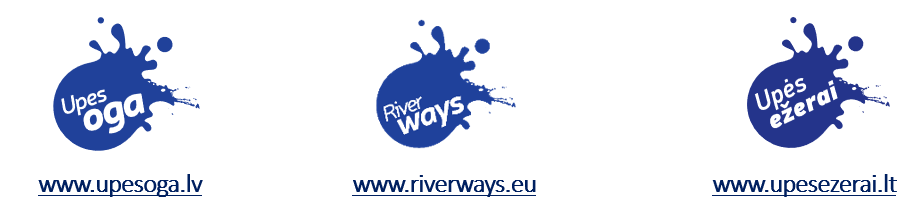 Upes
oga
River
ways
Upės
ežerai
www.upesoga.lv
www.riverways.eu
www.upesezerai.lt